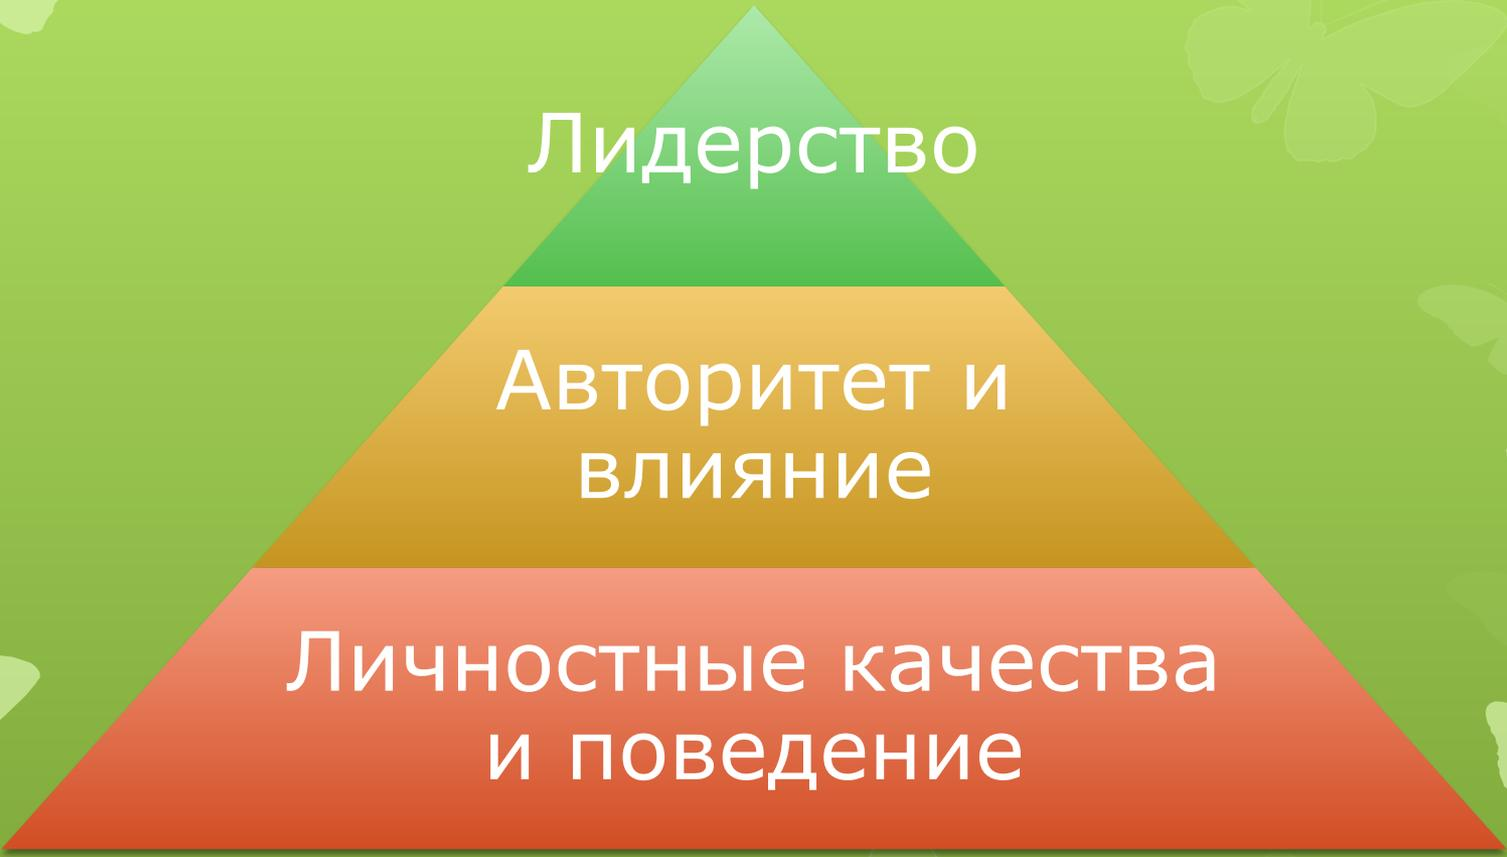 Лидерство
Авторитет и
влияние
Личностные качества
и поведение